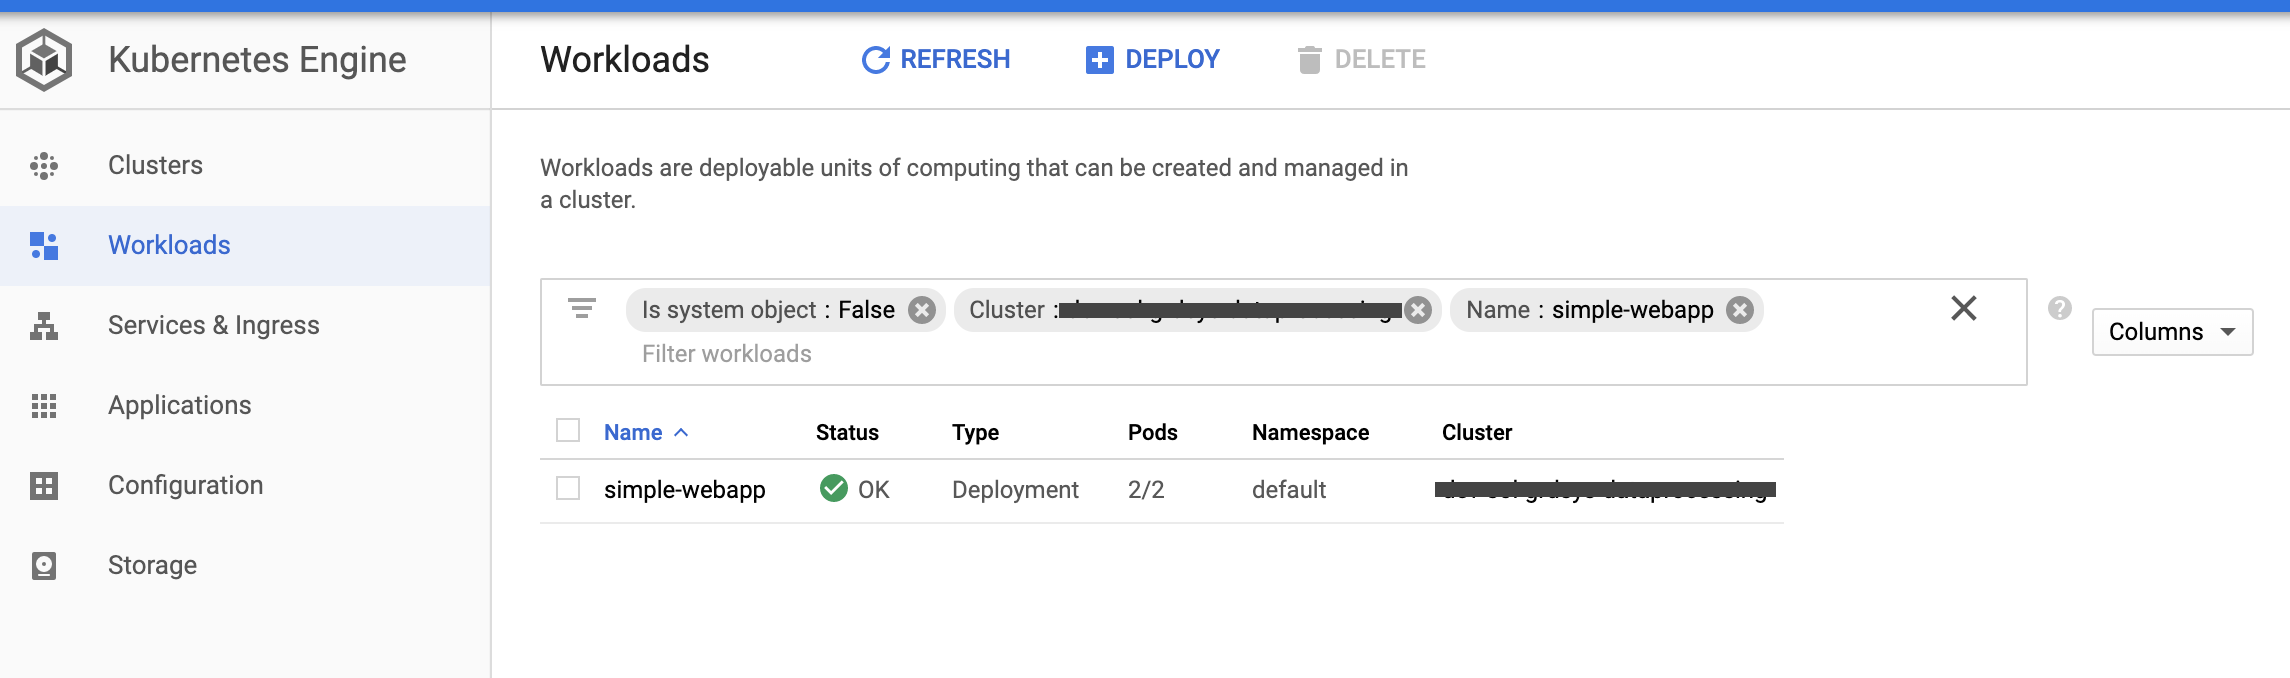 Kubernetes Engine
Workloads
REFRESH
DEPLOY
DELETE
Clusters
Workloads
Services & Ingress
Applications
Configuration
Storage
Workloads are deployable units of computing that can be created and managed in
a cluster.
Is system object : False Cluster : Name : simple-webapp
Filter workloads
Columns
Name Status Type Pods Namespace Cluster
simple-webapp OK Deployment 2/2 default